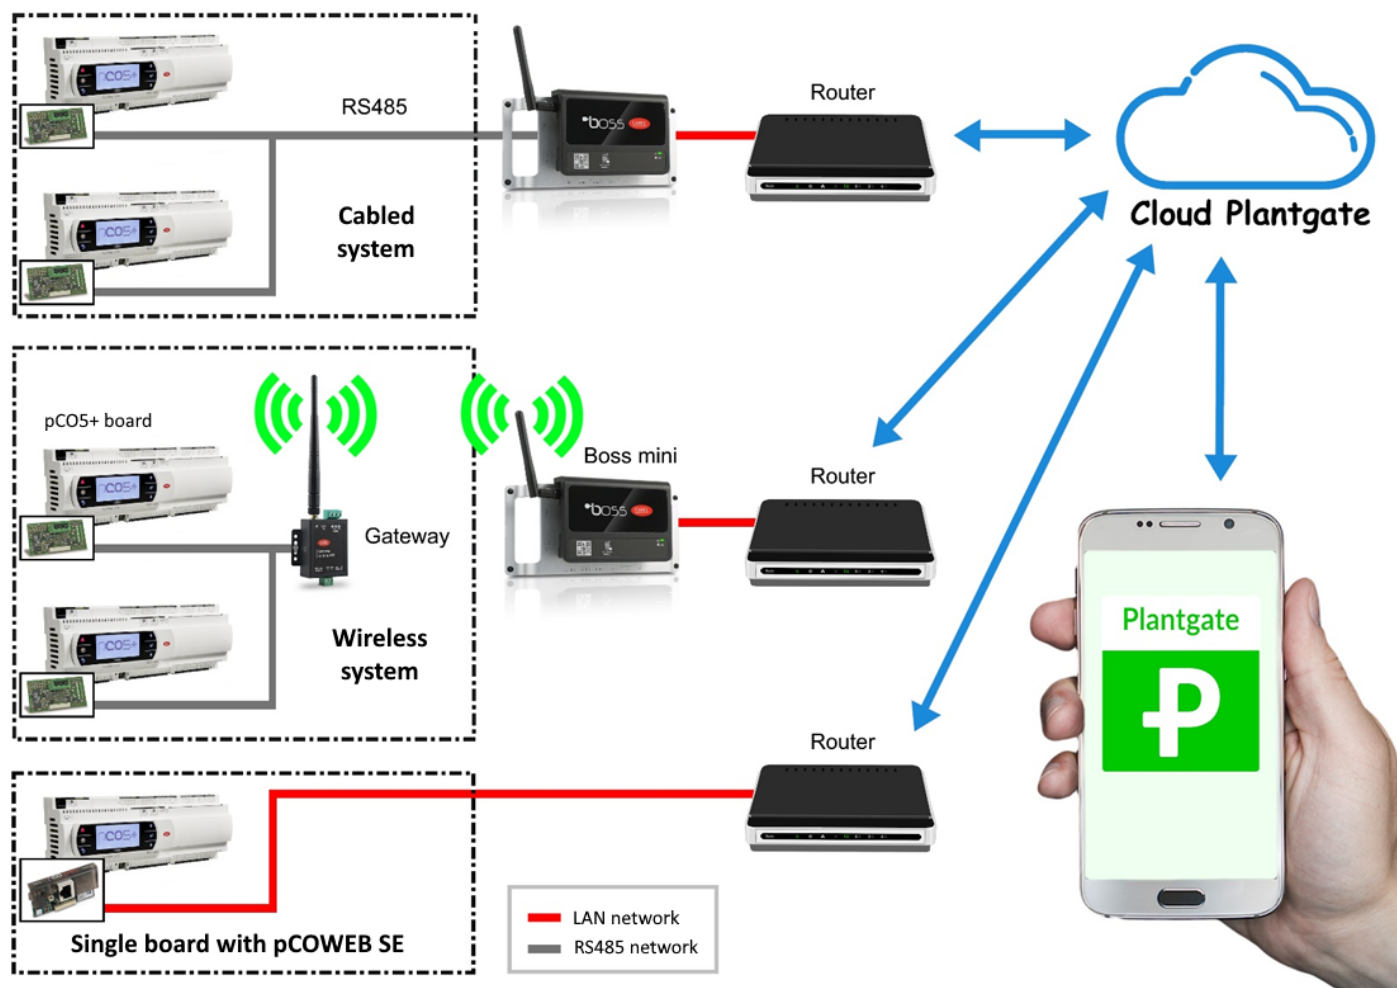 RS485
Router
Cabled
system
Cloud Plantgate
boss
pCO5+ board
Boss mini
Router
Gateway
boss
Wireless
system
Plantgate
P
Router
Single board with pCOWEB SE
LAN network
RS485 network